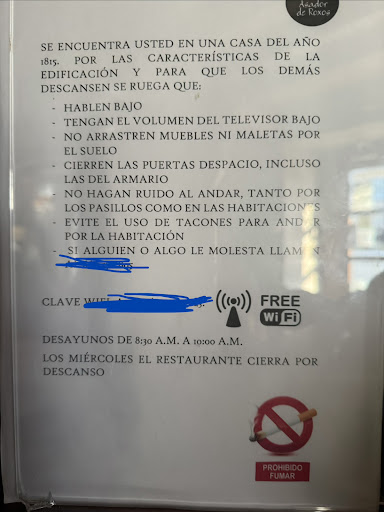 Asador
de Roxos
SE ENCUENTRA USTED EN UNA CASA DEL AÑO
1815. POR LAS CARACTERÍSTICAS DE LA
EDIFICACIÓN Y PARA QUE LOS DEMÁS
DESCANSEN SE RUEGA QUE:
- HABLEN BAJO
- TENGAN EL VOLUMEN DEL TELEVISOR BAJO
- NO ARRASTREN MUEBLES NI MALETAS POR
EL SUELO
- CIERREN LAS PUERTAS DESPACIO, INCLUSO
LAS DEL ARMARIO
- NO HAGAN RUIDO AL ANDAR, TANTO POR
LOS PASILLOS COMO EN LAS HABITACIONES
- EVITE EL USO DE TACONES PARA ANDAR
POR LA HABITACIÓN
- SI ALGUIEN O ALGO LE MOLESTA LLAMEN
CLAVE WIFI
FREE
WiFi
DESAYUNOS DE 8:30 A.M. A 10:00 A.M.
LOS MIÉRCOLES EL RESTAURANTE CIERRA POR
DESCANSO
PROHIBIDO
FUMAR